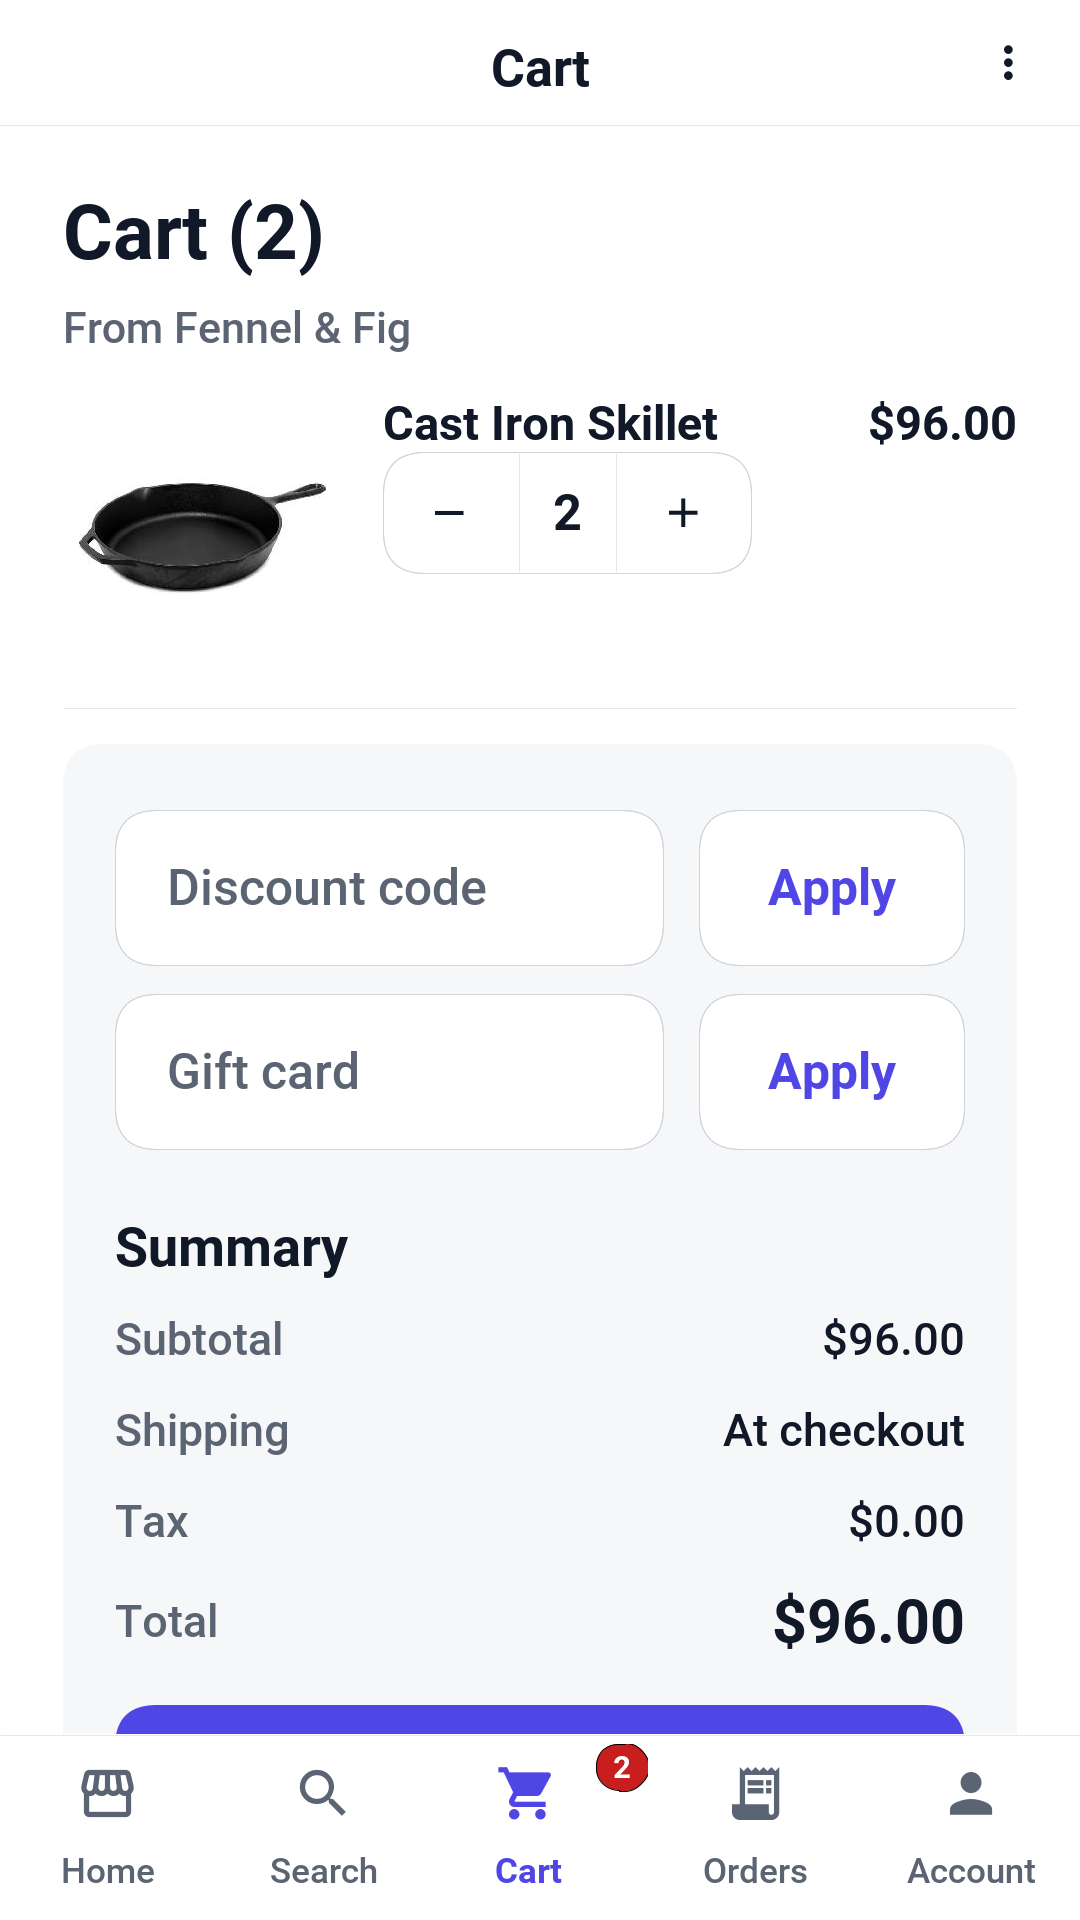 Cart
Cart (2)
From Fennel & Fig
Cast Iron Skillet $96.00
− 2 +
Discount code Apply
Gift card Apply
Summary
Subtotal $96.00
Shipping At checkout
Tax $0.00
Total $96.00
2
Home Search Cart Orders Account